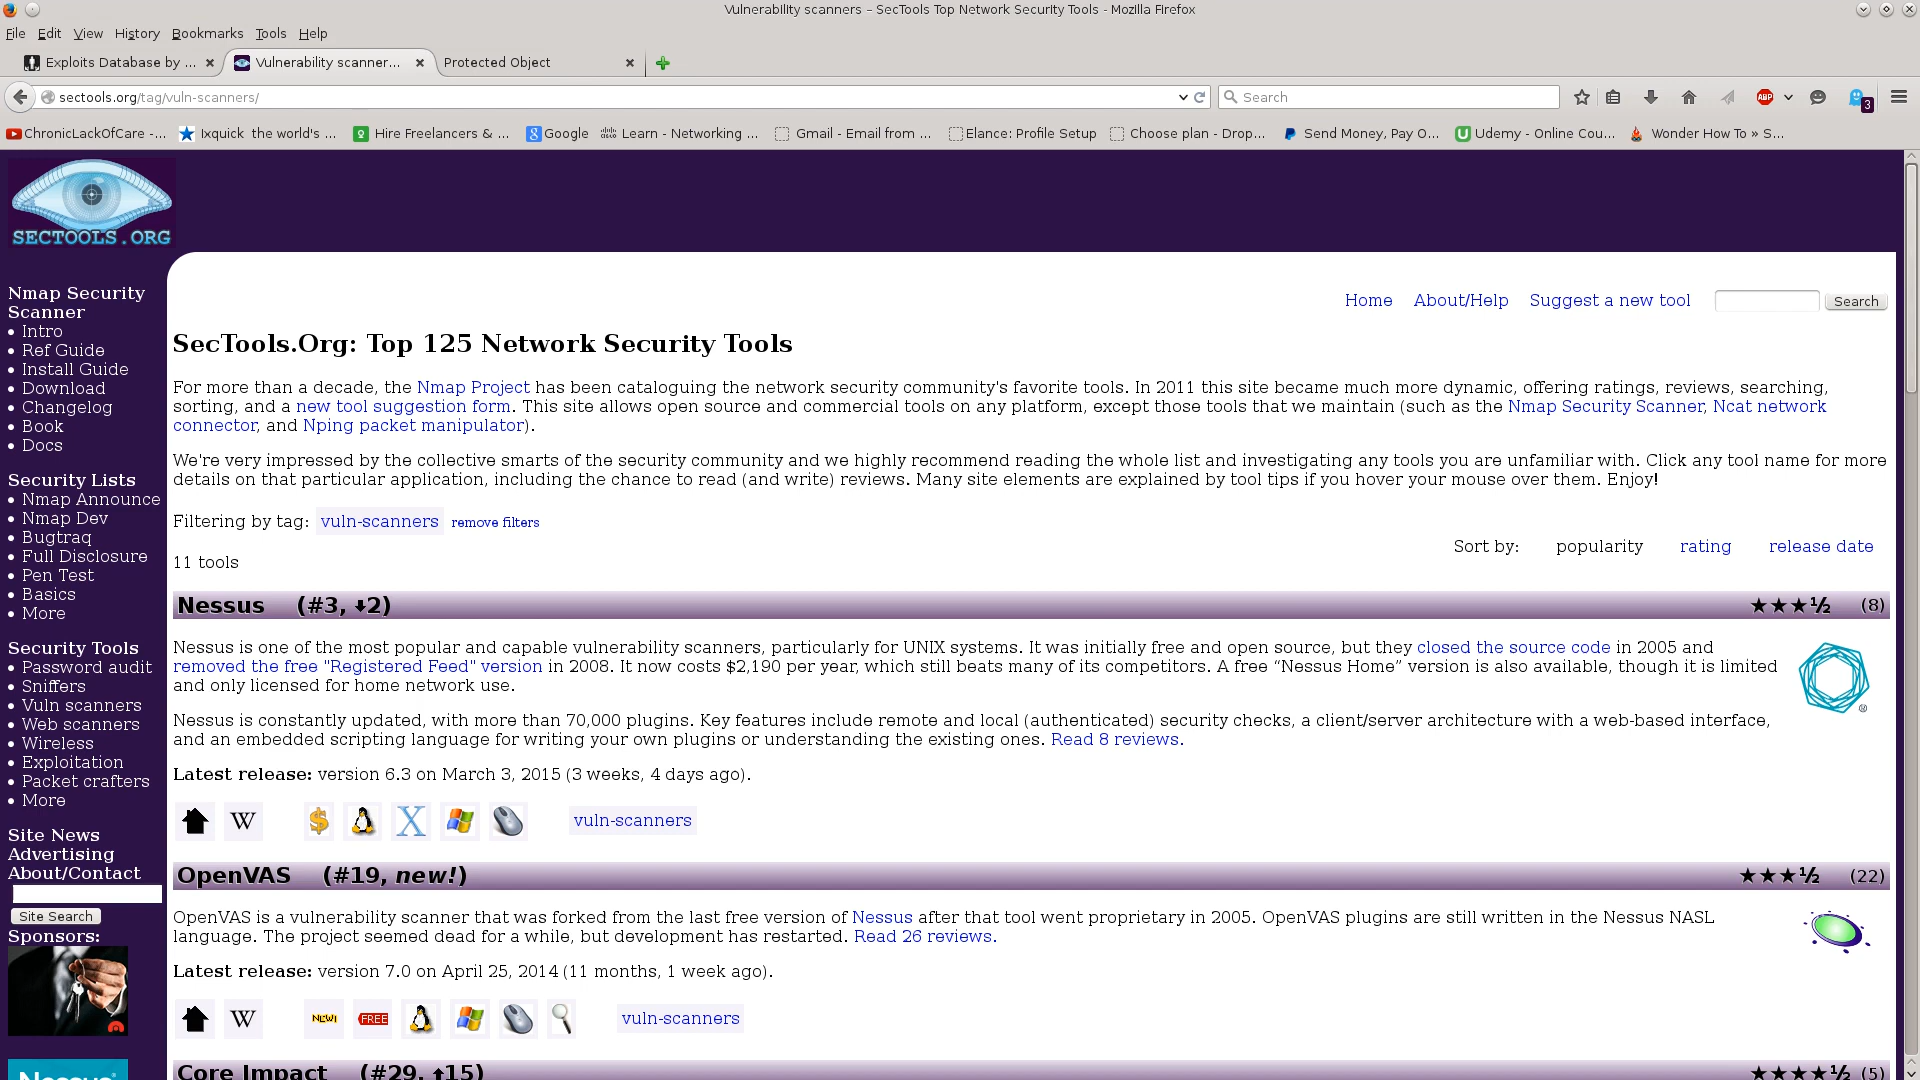 Vulnerability scanners – SecTools Top Network Security Tools - Mozilla Firefox
File Edit View History Bookmarks Tools Help
Exploits Database by ... Vulnerability scanner... Protected Object
sectools.org/tag/vuln-scanners/ Search ABP 3
ChronicLackOfCare -... Ixquick the world's ... Hire Freelancers & ... Google Learn - Networking ... Gmail - Email from ... Elance: Profile Setup Choose plan - Drop... Send Money, Pay O... Udemy - Online Cou... Wonder How To » S...
SECTOOLS.ORG
Nmap Security
Scanner
• Intro
• Ref Guide
• Install Guide
• Download
• Changelog
• Book
• Docs
Security Lists
• Nmap Announce
• Nmap Dev
• Bugtraq
• Full Disclosure
• Pen Test
• Basics
• More
Security Tools
• Password audit
• Sniffers
• Vuln scanners
• Web scanners
• Wireless
• Exploitation
• Packet crafters
• More
Site News
Advertising
About/Contact
Site Search
Sponsors:
Nessus
Home About/Help Suggest a new tool Search
SecTools.Org: Top 125 Network Security Tools
For more than a decade, the Nmap Project has been cataloguing the network security community's favorite tools. In 2011 this site became much more dynamic, offering ratings, reviews, searching,
sorting, and a new tool suggestion form. This site allows open source and commercial tools on any platform, except those tools that we maintain (such as the Nmap Security Scanner, Ncat network
connector, and Nping packet manipulator).
We're very impressed by the collective smarts of the security community and we highly recommend reading the whole list and investigating any tools you are unfamiliar with. Click any tool name for more
details on that particular application, including the chance to read (and write) reviews. Many site elements are explained by tool tips if you hover your mouse over them. Enjoy!
Filtering by tag: vuln-scanners remove filters
Sort by: popularity rating release date
11 tools
Nessus (#3, ↓2) ★★★½ (8)
Nessus is one of the most popular and capable vulnerability scanners, particularly for UNIX systems. It was initially free and open source, but they closed the source code in 2005 and
removed the free "Registered Feed" version in 2008. It now costs $2,190 per year, which still beats many of its competitors. A free “Nessus Home” version is also available, though it is limited
and only licensed for home network use.
Nessus is constantly updated, with more than 70,000 plugins. Key features include remote and local (authenticated) security checks, a client/server architecture with a web-based interface,
and an embedded scripting language for writing your own plugins or understanding the existing ones. Read 8 reviews.
Latest release: version 6.3 on March 3, 2015 (3 weeks, 4 days ago).
W $ X vuln-scanners
OpenVAS (#19, new!) ★★★½ (22)
OpenVAS is a vulnerability scanner that was forked from the last free version of Nessus after that tool went proprietary in 2005. OpenVAS plugins are still written in the Nessus NASL
language. The project seemed dead for a while, but development has restarted. Read 26 reviews.
Latest release: version 7.0 on April 25, 2014 (11 months, 1 week ago).
W NEW! FREE vuln-scanners
Core Impact (#29, ↑15) ★★★★½ (5)